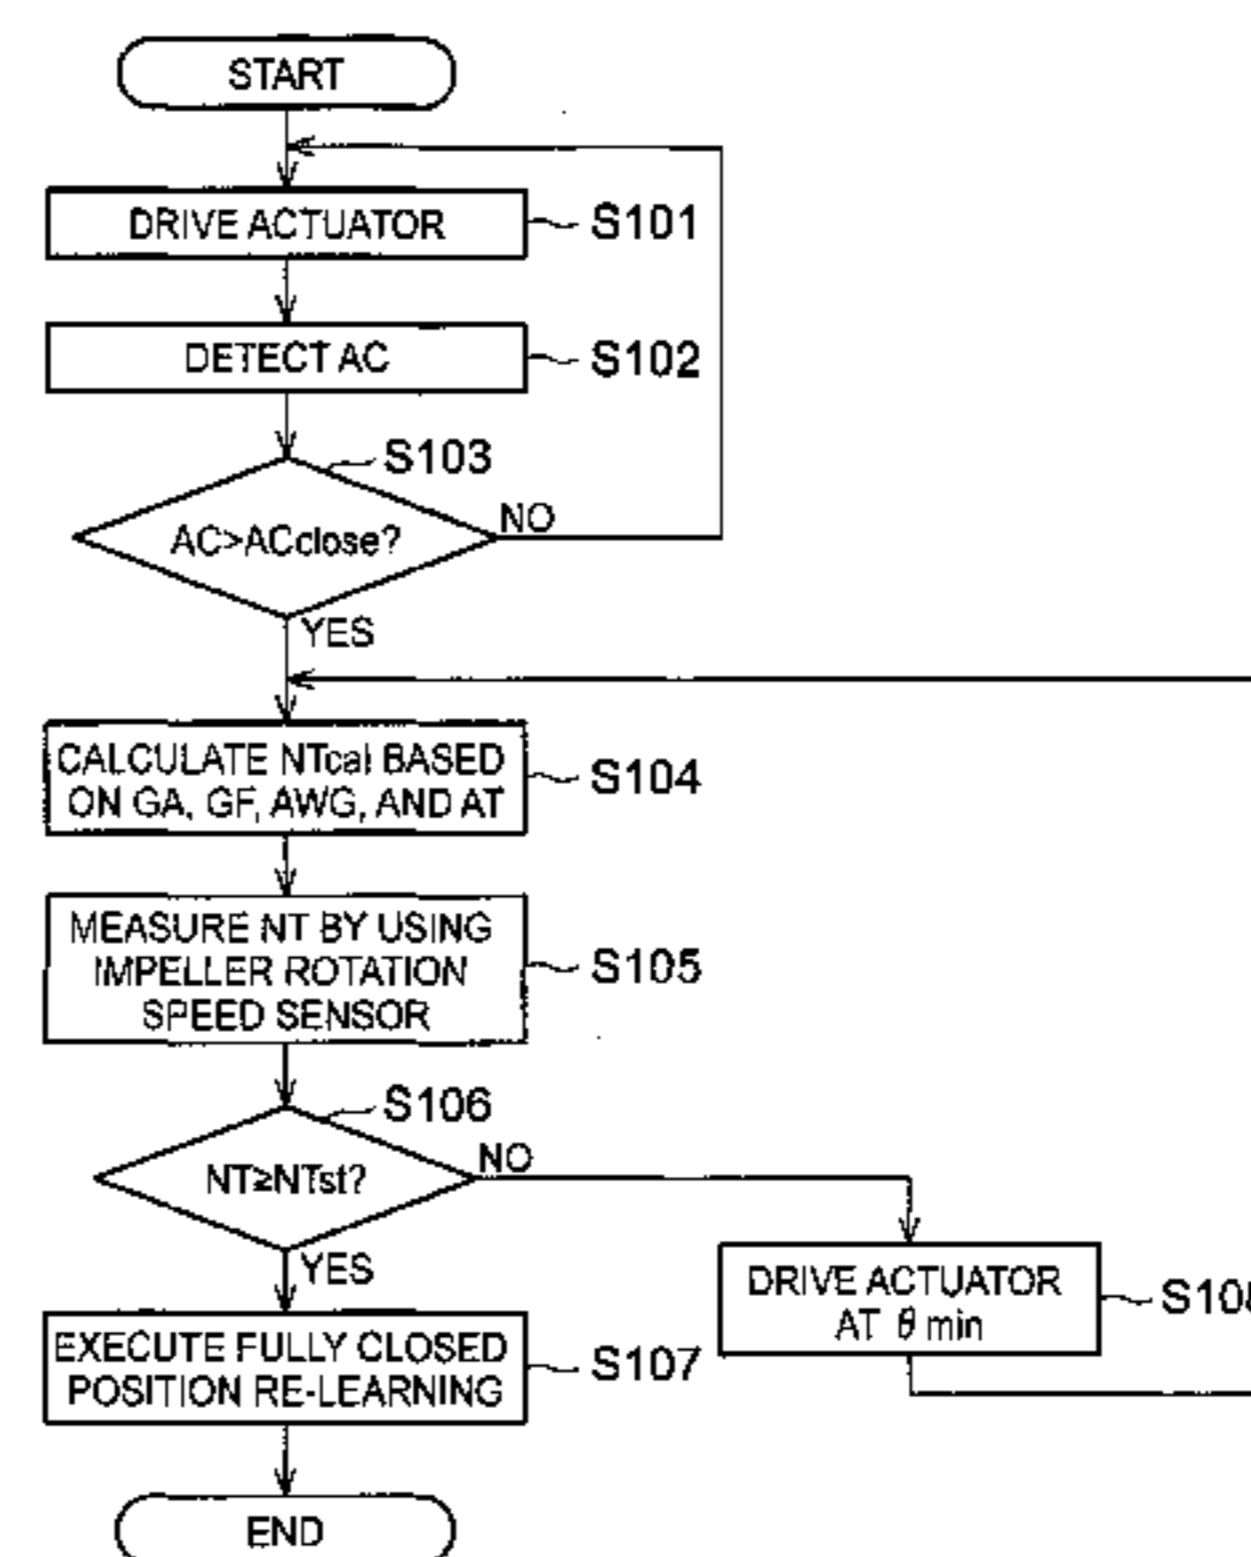 START
DRIVE ACTUATOR
S101
DETECT AC
S102
S103
AC>ACclose?
NO
YES
CALCULATE NTcal BASED
ON GA, GF, AWG, AND AT
S104
MEASURE NT BY USING
IMPELLER ROTATION
SPEED SENSOR
S105
S106
NT≥NTst?
NO
YES
DRIVE ACTUATOR
AT θ min
S108
EXECUTE FULLY CLOSED
POSITION RE-LEARNING
S107
END